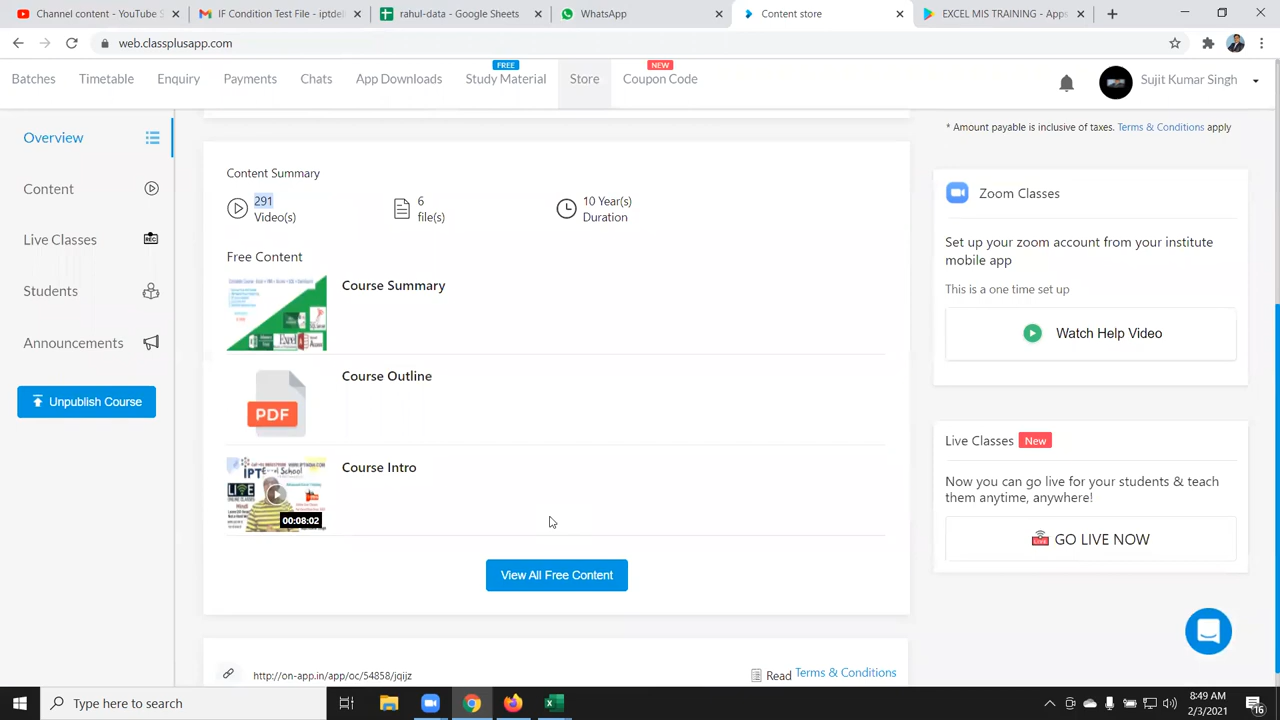 Channel content - YouTube S
IF Condition Test File - iptdel
rahul-data - Google Sheets
WhatsApp
Content store
EXCEL MIS TRAINING - Apps
web.classplusapp.com
Batches
Timetable
Enquiry
Payments
Chats
App Downloads
FREE
Study Material
Store
NEW
Coupon Code
Sujit Kumar Singh
Overview
Content
Live Classes
REC
Students
Announcements
Unpublish Course
Content Summary
291
Video(s)
6
file(s)
10 Year(s)
Duration
Free Content
Course Summary
PDF
Course Outline
00:08:02
Course Intro
View All Free Content
http://on-app.in/app/oc/54858/jqijz
Read Terms & Conditions
* Amount payable is inclusive of taxes. Terms & Conditions apply
Zoom Classes
Set up your zoom account from your institute
mobile app
This is a one time set up
Watch Help Video
Live Classes New
Now you can go live for your students & teach
them anytime, anywhere!
GO LIVE NOW
Type here to search
8:49 AM
2/3/2021
16